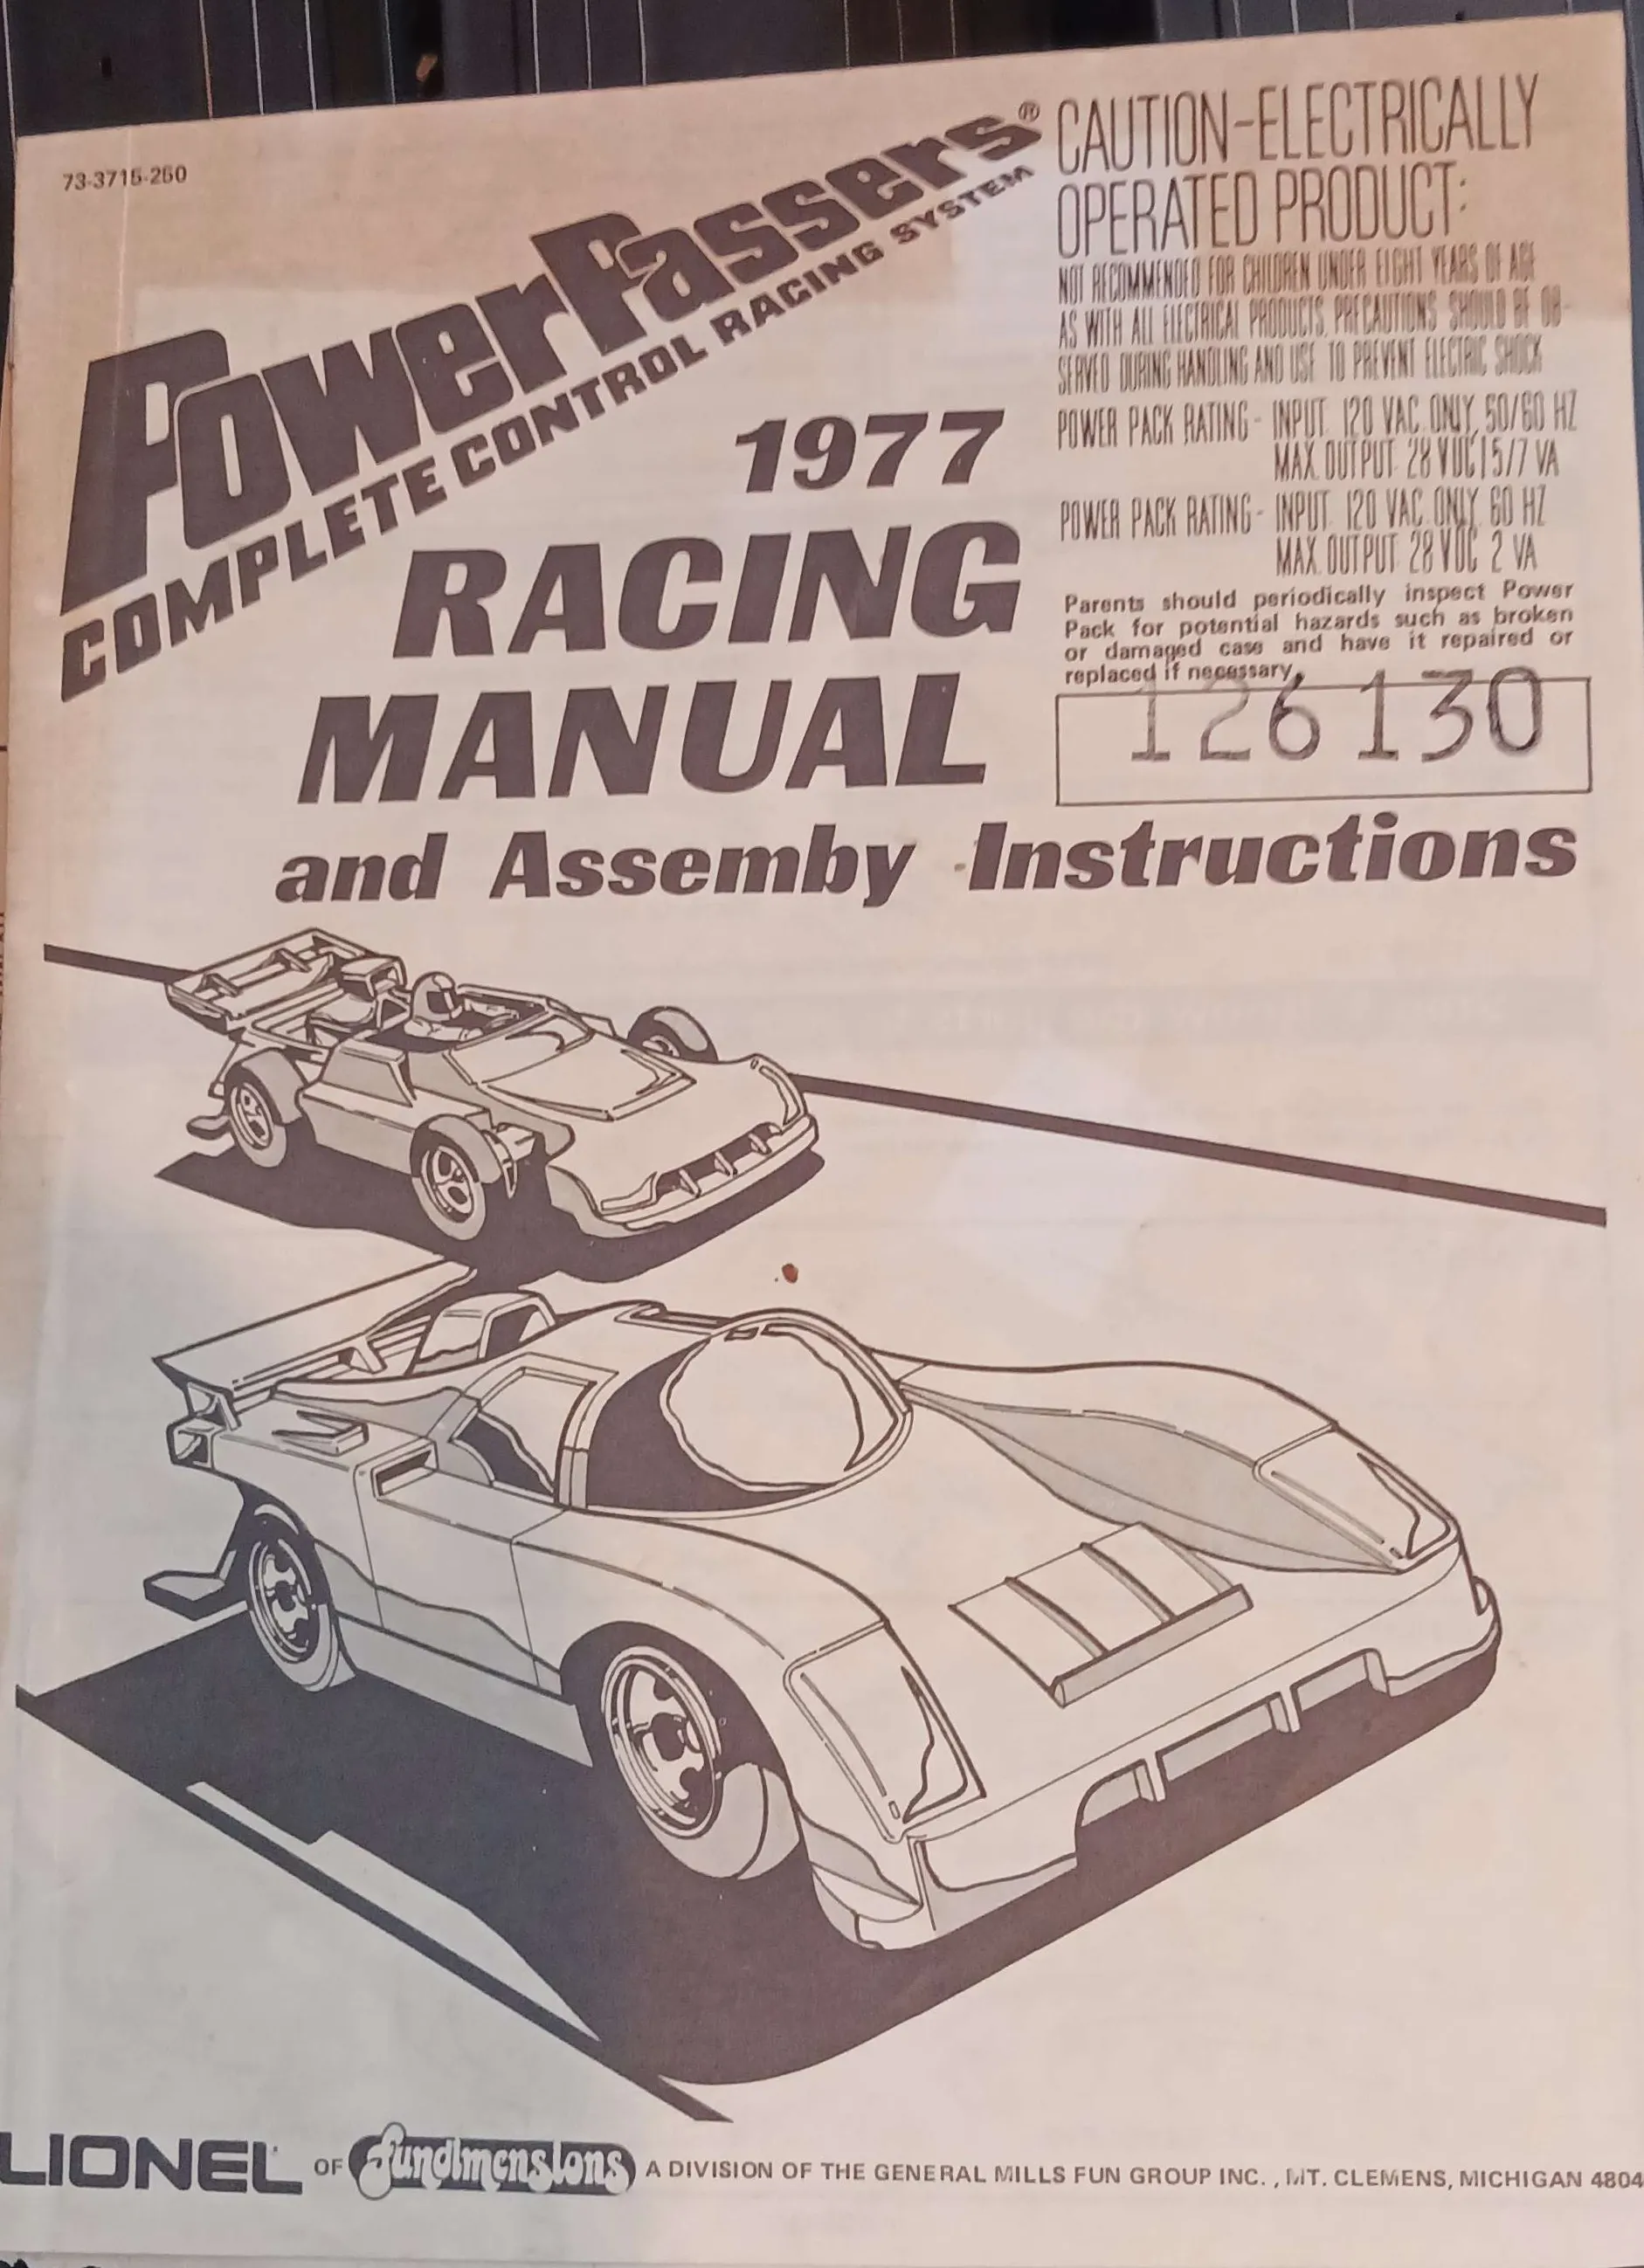 73-3715-250
PowerPassers®
COMPLETE CONTROL RACING SYSTEM
1977
RACING
MANUAL
and Assemby Instructions
CAUTION-ELECTRICALLY
OPERATED PRODUCT:
NOT RECOMMENDED FOR CHILDREN UNDER EIGHT YEARS OF AGE
AS WITH ALL ELECTRICAL PRODUCTS, PRECAUTIONS SHOULD BE OB-
SERVED DURING HANDLING AND USE TO PREVENT ELECTRIC SHOCK
POWER PACK RATING - INPUT 120 VAC ONLY, 50/60 HZ
MAX. OUTPUT 28 VDC 15/7 VA
POWER PACK RATING - INPUT 120 VAC ONLY 60 HZ
MAX. OUTPUT 28 VDC 2 VA
Parents should periodically inspect Power
Pack for potential hazards such as broken
or damaged case and have it repaired or
replaced if necessary.
126130
LIONEL OF fundimensions A DIVISION OF THE GENERAL MILLS FUN GROUP INC., MT. CLEMENS, MICHIGAN 4804